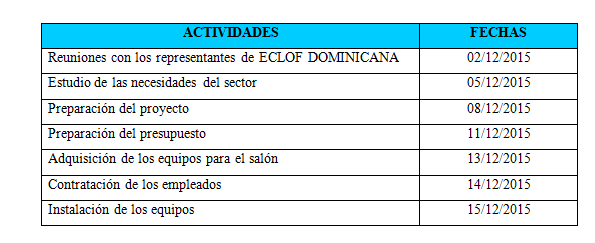 ACTIVIDADES FECHAS
Reuniones con los representantes de ECLOF DOMINICANA 02/12/2015
Estudio de las necesidades del sector 05/12/2015
Preparación del proyecto 08/12/2015
Preparación del presupuesto 11/12/2015
Adquisición de los equipos para el salón 13/12/2015
Contratación de los empleados 14/12/2015
Instalación de los equipos 15/12/2015